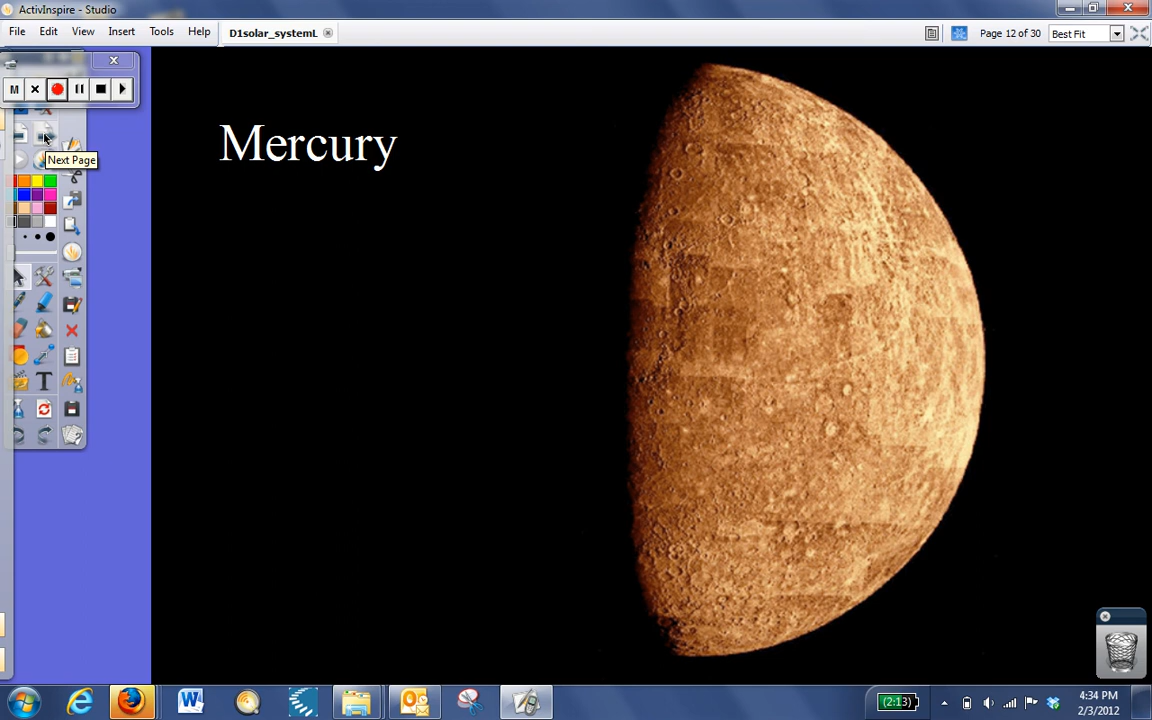 ActivInspire - Studio
File Edit View Insert Tools Help D1solar_systemL Page 12 of 30 Best Fit
M
Mercury
Next Page
T
W
(2:13) 4:34 PM
2/3/2012